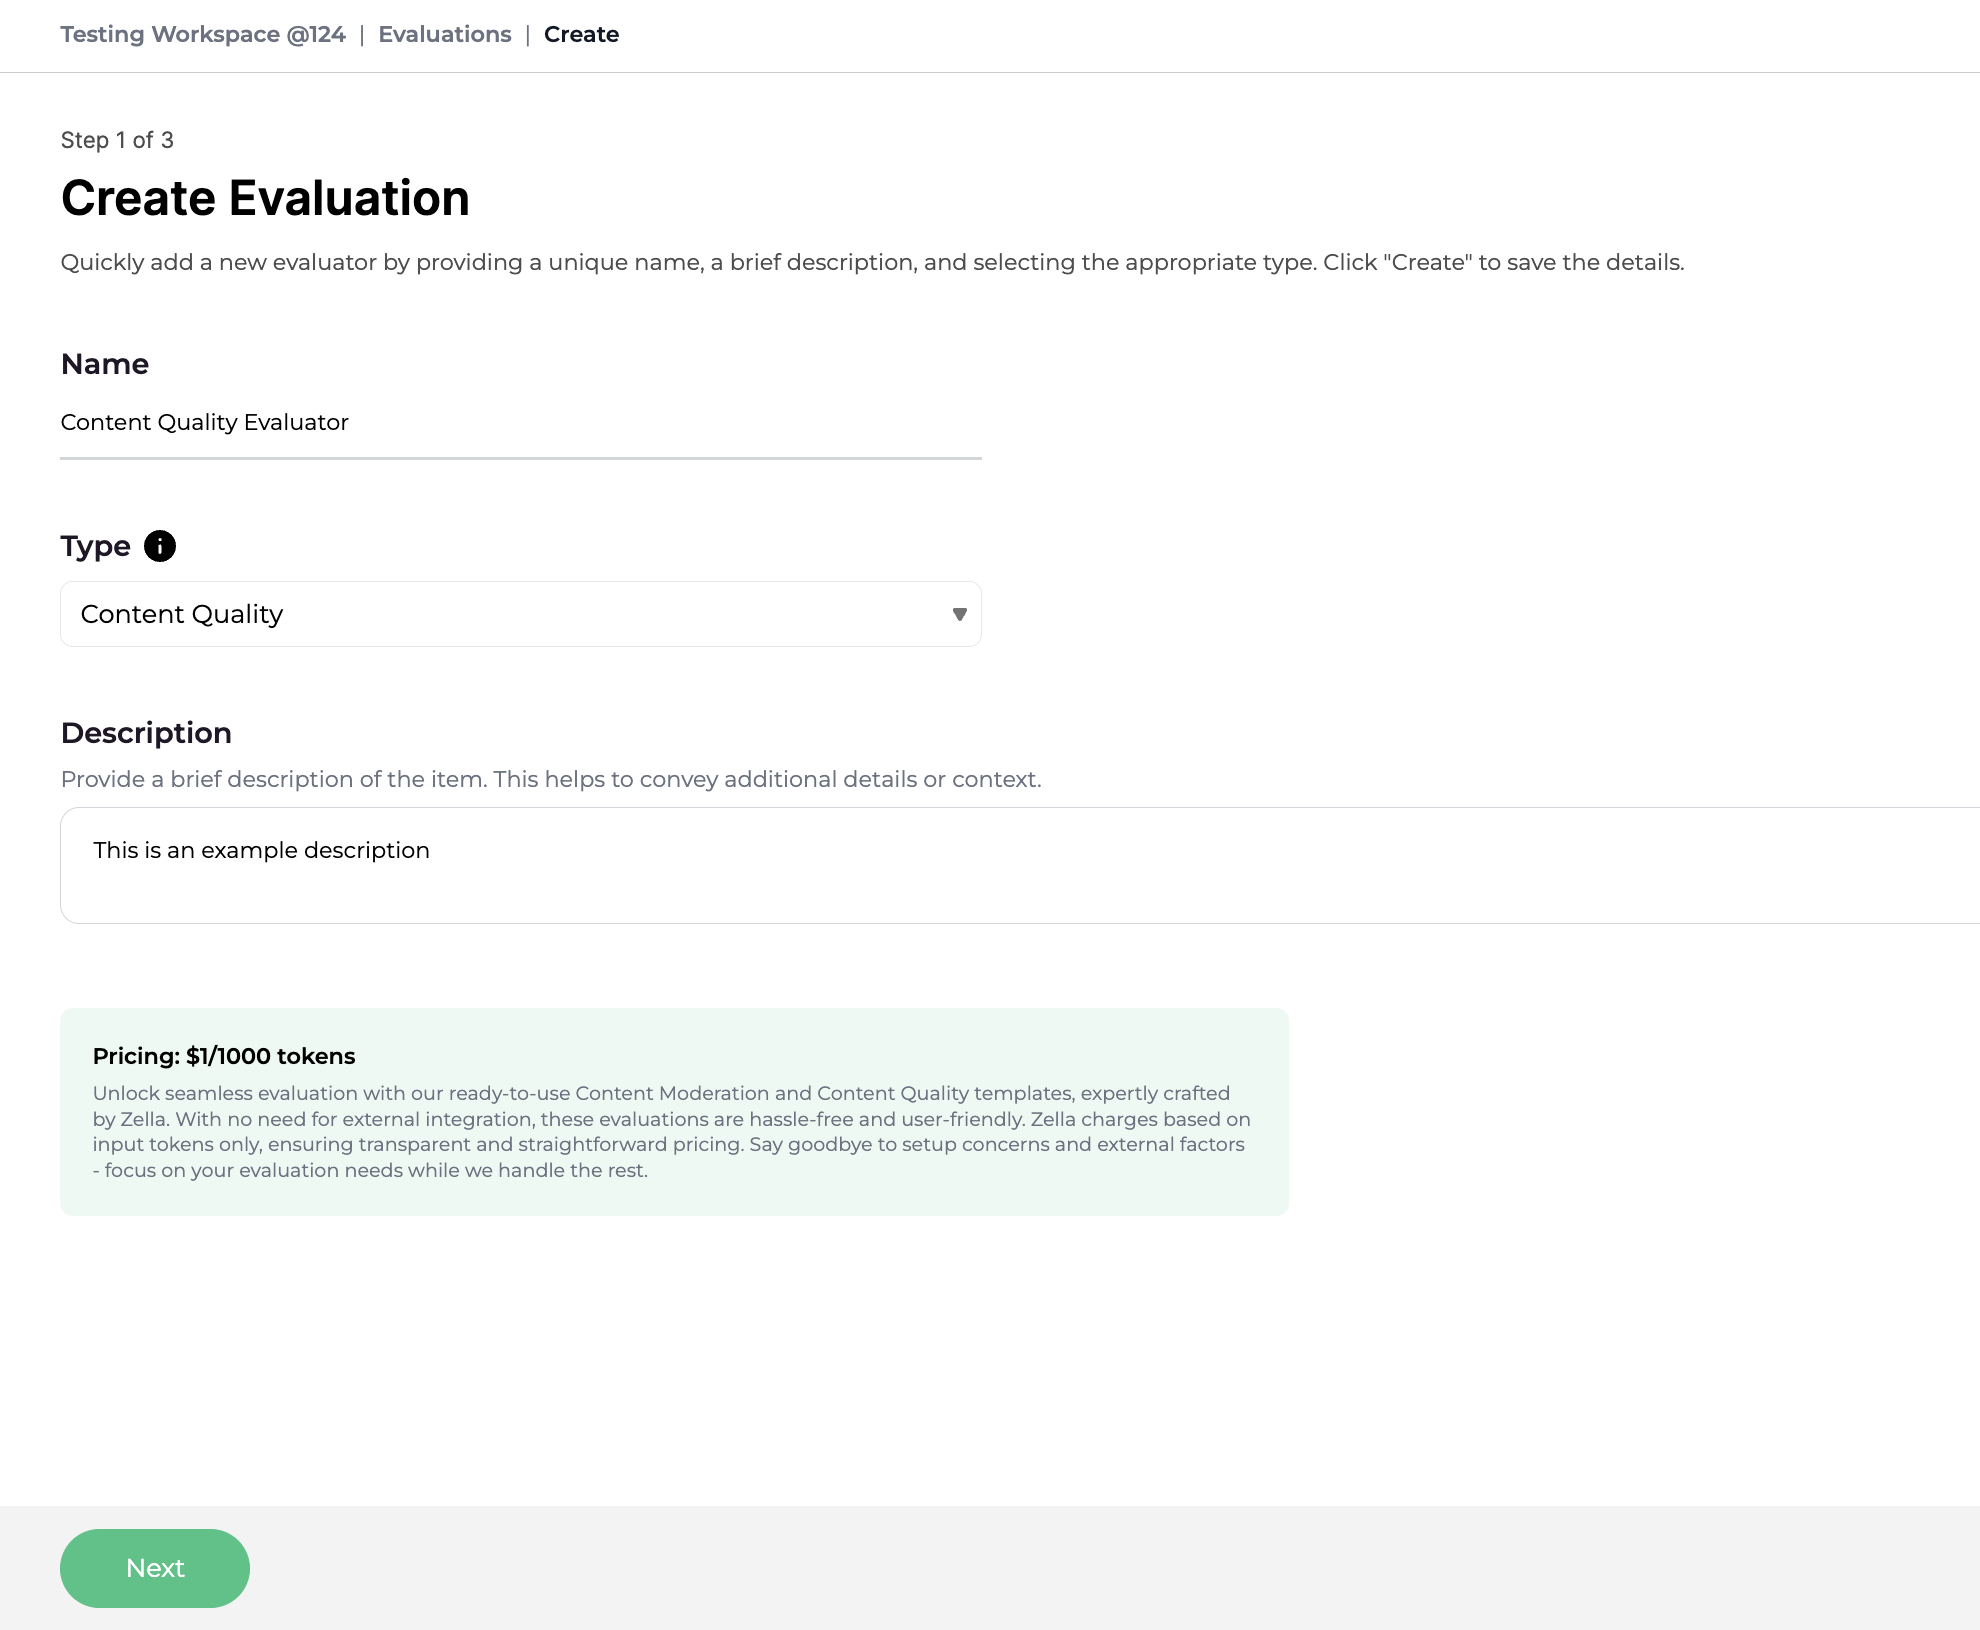 Testing Workspace @124 | Evaluations | Create
Step 1 of 3
Create Evaluation
Quickly add a new evaluator by providing a unique name, a brief description, and selecting the appropriate type. Click "Create" to save the details.
Name
Content Quality Evaluator
Type i
Content Quality
Description
Provide a brief description of the item. This helps to convey additional details or context.
This is an example description
Pricing: $1/1000 tokens
Unlock seamless evaluation with our ready-to-use Content Moderation and Content Quality templates, expertly crafted
by Zella. With no need for external integration, these evaluations are hassle-free and user-friendly. Zella charges based on
input tokens only, ensuring transparent and straightforward pricing. Say goodbye to setup concerns and external factors
- focus on your evaluation needs while we handle the rest.
Next